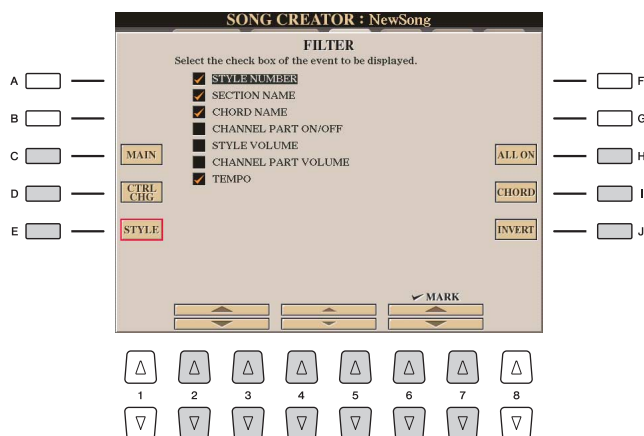 SONG CREATOR : NewSong
FILTER
Select the check box of the event to be displayed.
A
STYLE NUMBER
F
SECTION NAME
B
CHORD NAME
G
CHANNEL PART ON/OFF
STYLE VOLUME
C
MAIN
CHANNEL PART VOLUME
ALL ON
H
TEMPO
D
CTRL CHG
CHORD
I
E
STYLE
INVERT
J
MARK
1 2 3 4 5 6 7 8